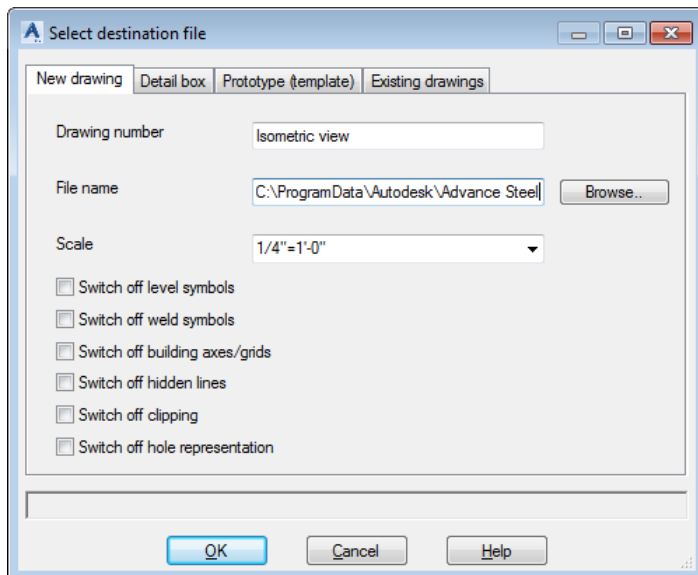 Select destination file
New drawing Detail box Prototype (template) Existing drawings
Drawing number Isometric view
File name C:\ProgramData\Autodesk\Advance Steel Browse..
Scale 1/4"=1'-0"
Switch off level symbols
Switch off weld symbols
Switch off building axes/grids
Switch off hidden lines
Switch off clipping
Switch off hole representation
OK Cancel Help